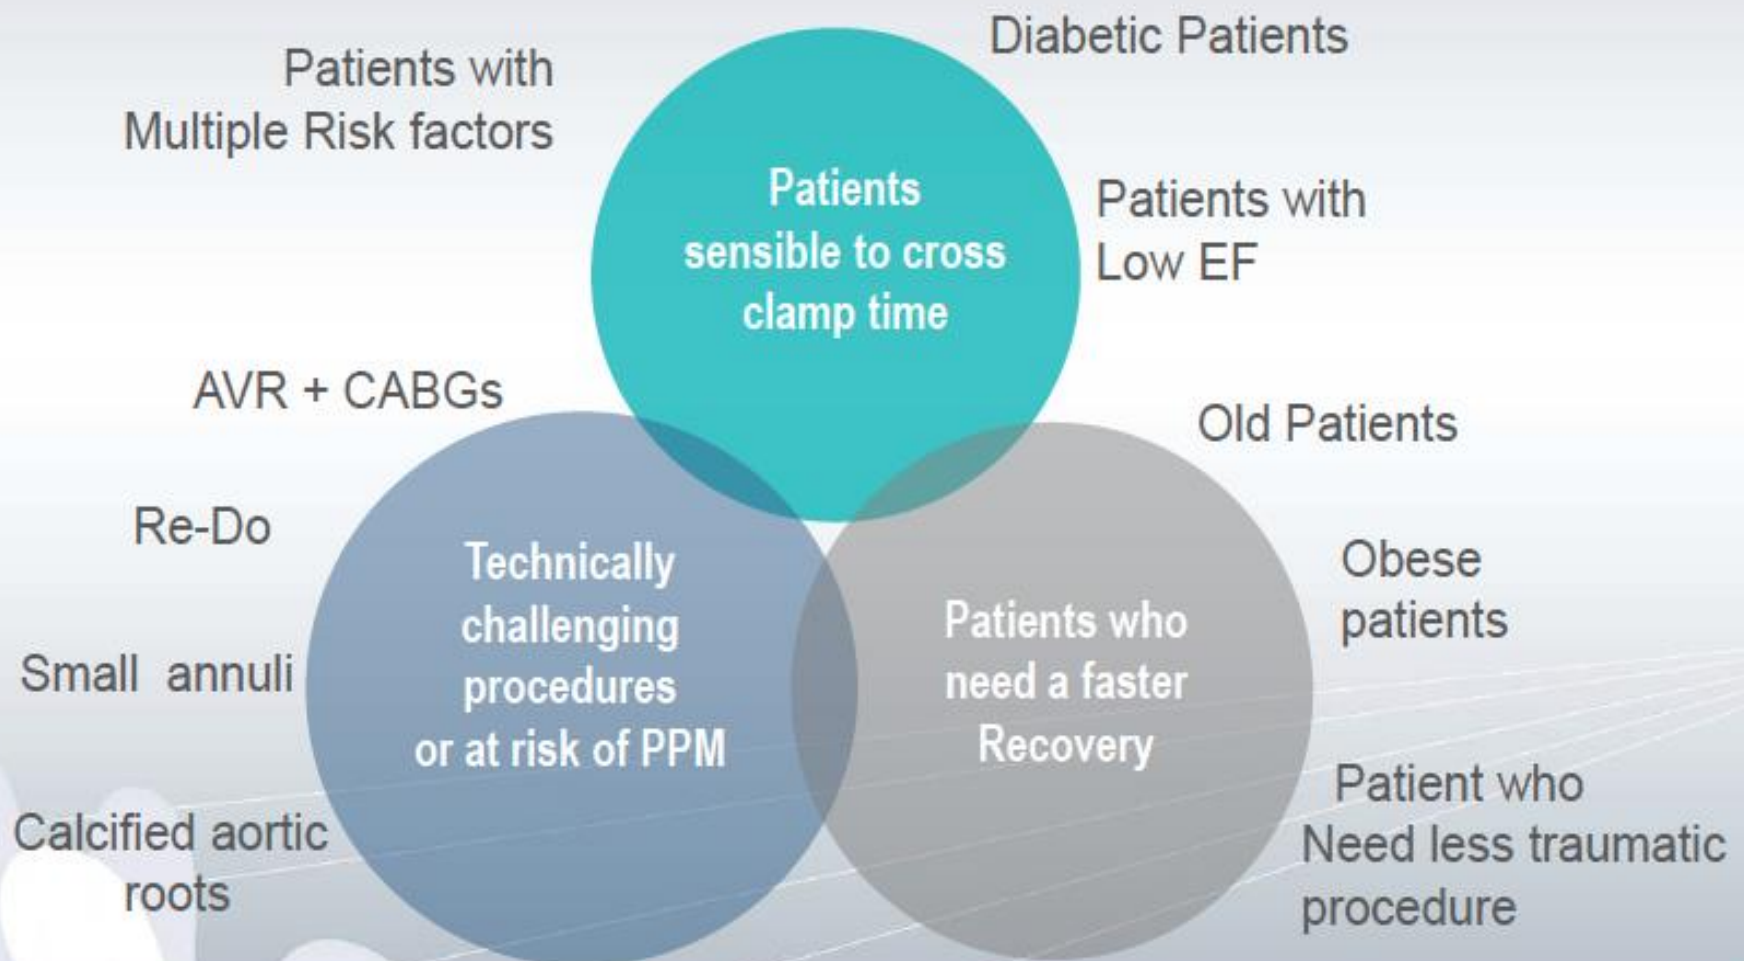 Diabetic Patients
Patients with
Multiple Risk factors
Patients
sensible to cross
clamp time
Patients with
Low EF
AVR + CABGs
Old Patients
Re-Do
Technically
challenging
procedures
or at risk of PPM
Patients who
need a faster
Recovery
Obese
patients
Small annuli
Calcified aortic
roots
Patient who
Need less traumatic
procedure